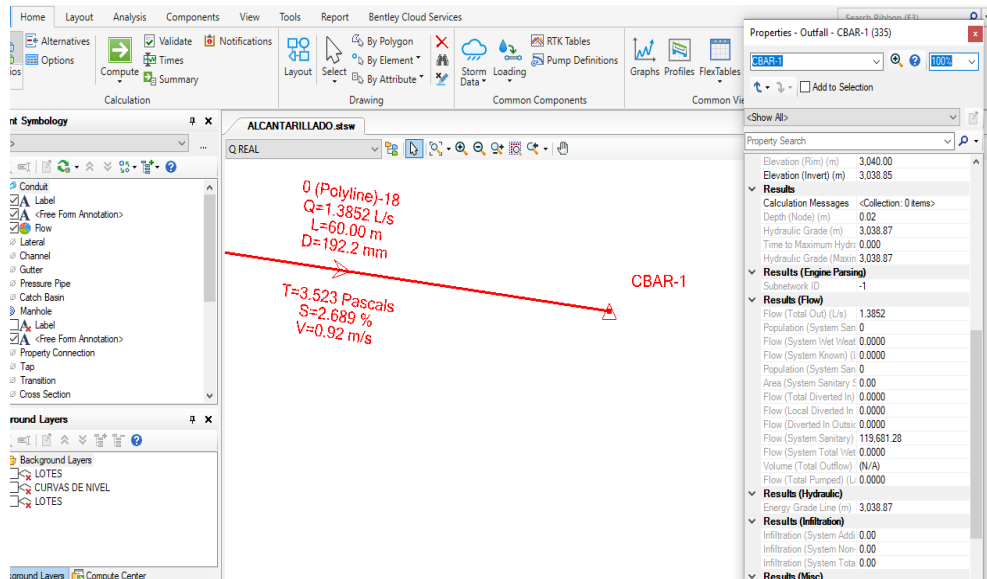 Home Layout Analysis Components View Tools Report Bentley Cloud Services
Search Ribbon (F3)
Alternatives
Options
Compute
Validate
Times
Summary
Notifications
Calculation
Layout
Select
By Polygon
By Element
By Attribute
Drawing
Storm Data
Loading
RTK Tables
Pump Definitions
Common Components
Graphs Profiles FlexTables
nt Symbology
Conduit
Label
<Free Form Annotation>
Flow
Lateral
Channel
Gutter
Pressure Pipe
Catch Basin
Manhole
Label
<Free Form Annotation>
Property Connection
Tap
Transition
Cross Section
round Layers
Background Layers
LOTES
CURVAS DE NIVEL
LOTES
ground Layers Compute Center
ALCANTARILLADO.stsw
Q REAL
0 (Polyline)-18
Q=1.3852 L/s
L=60.00 m
D=192.2 mm
T=3.523 Pascals
S=2.689 %
V=0.92 m/s
CBAR-1
Properties - Outfall - CBAR-1 (335)
x
CBAR-1
100%
Add to Selection
<Show All>
Property Search
Elevation (Rim) (m) 3,040.00
Elevation (Invert) (m) 3,038.85
Results
Calculation Messages <Collection: 0 items>
Depth (Node) (m) 0.02
Hydraulic Grade (m) 3,038.87
Time to Maximum Hydra 0.000
Hydraulic Grade (Maxin 3,038.87
Results (Engine Parsing)
Subnetwork ID -1
Results (Flow)
Flow (Total Out) (L/s) 1.3852
Population (System San 0
Flow (System Wet Weat 0.0000
Flow (System Known) (l 0.0000
Population (System San 0
Area (System Sanitary S 0.00
Flow (Total Diverted In) 0.0000
Flow (Local Diverted In 0.0000
Flow (Diverted In Outsic 0.0000
Flow (System Sanitary) 119,681.28
Flow (System Total Wet 0.0000
Volume (Total Outflow) (N/A)
Flow (Total Pumped) (L/ 0.0000
Results (Hydraulic)
Energy Grade Line (m) 3,038.87
Results (Infiltration)
Infiltration (System Addi 0.00
Infiltration (System Non- 0.00
Infiltration (System Tota 0.00
Results (Misc)